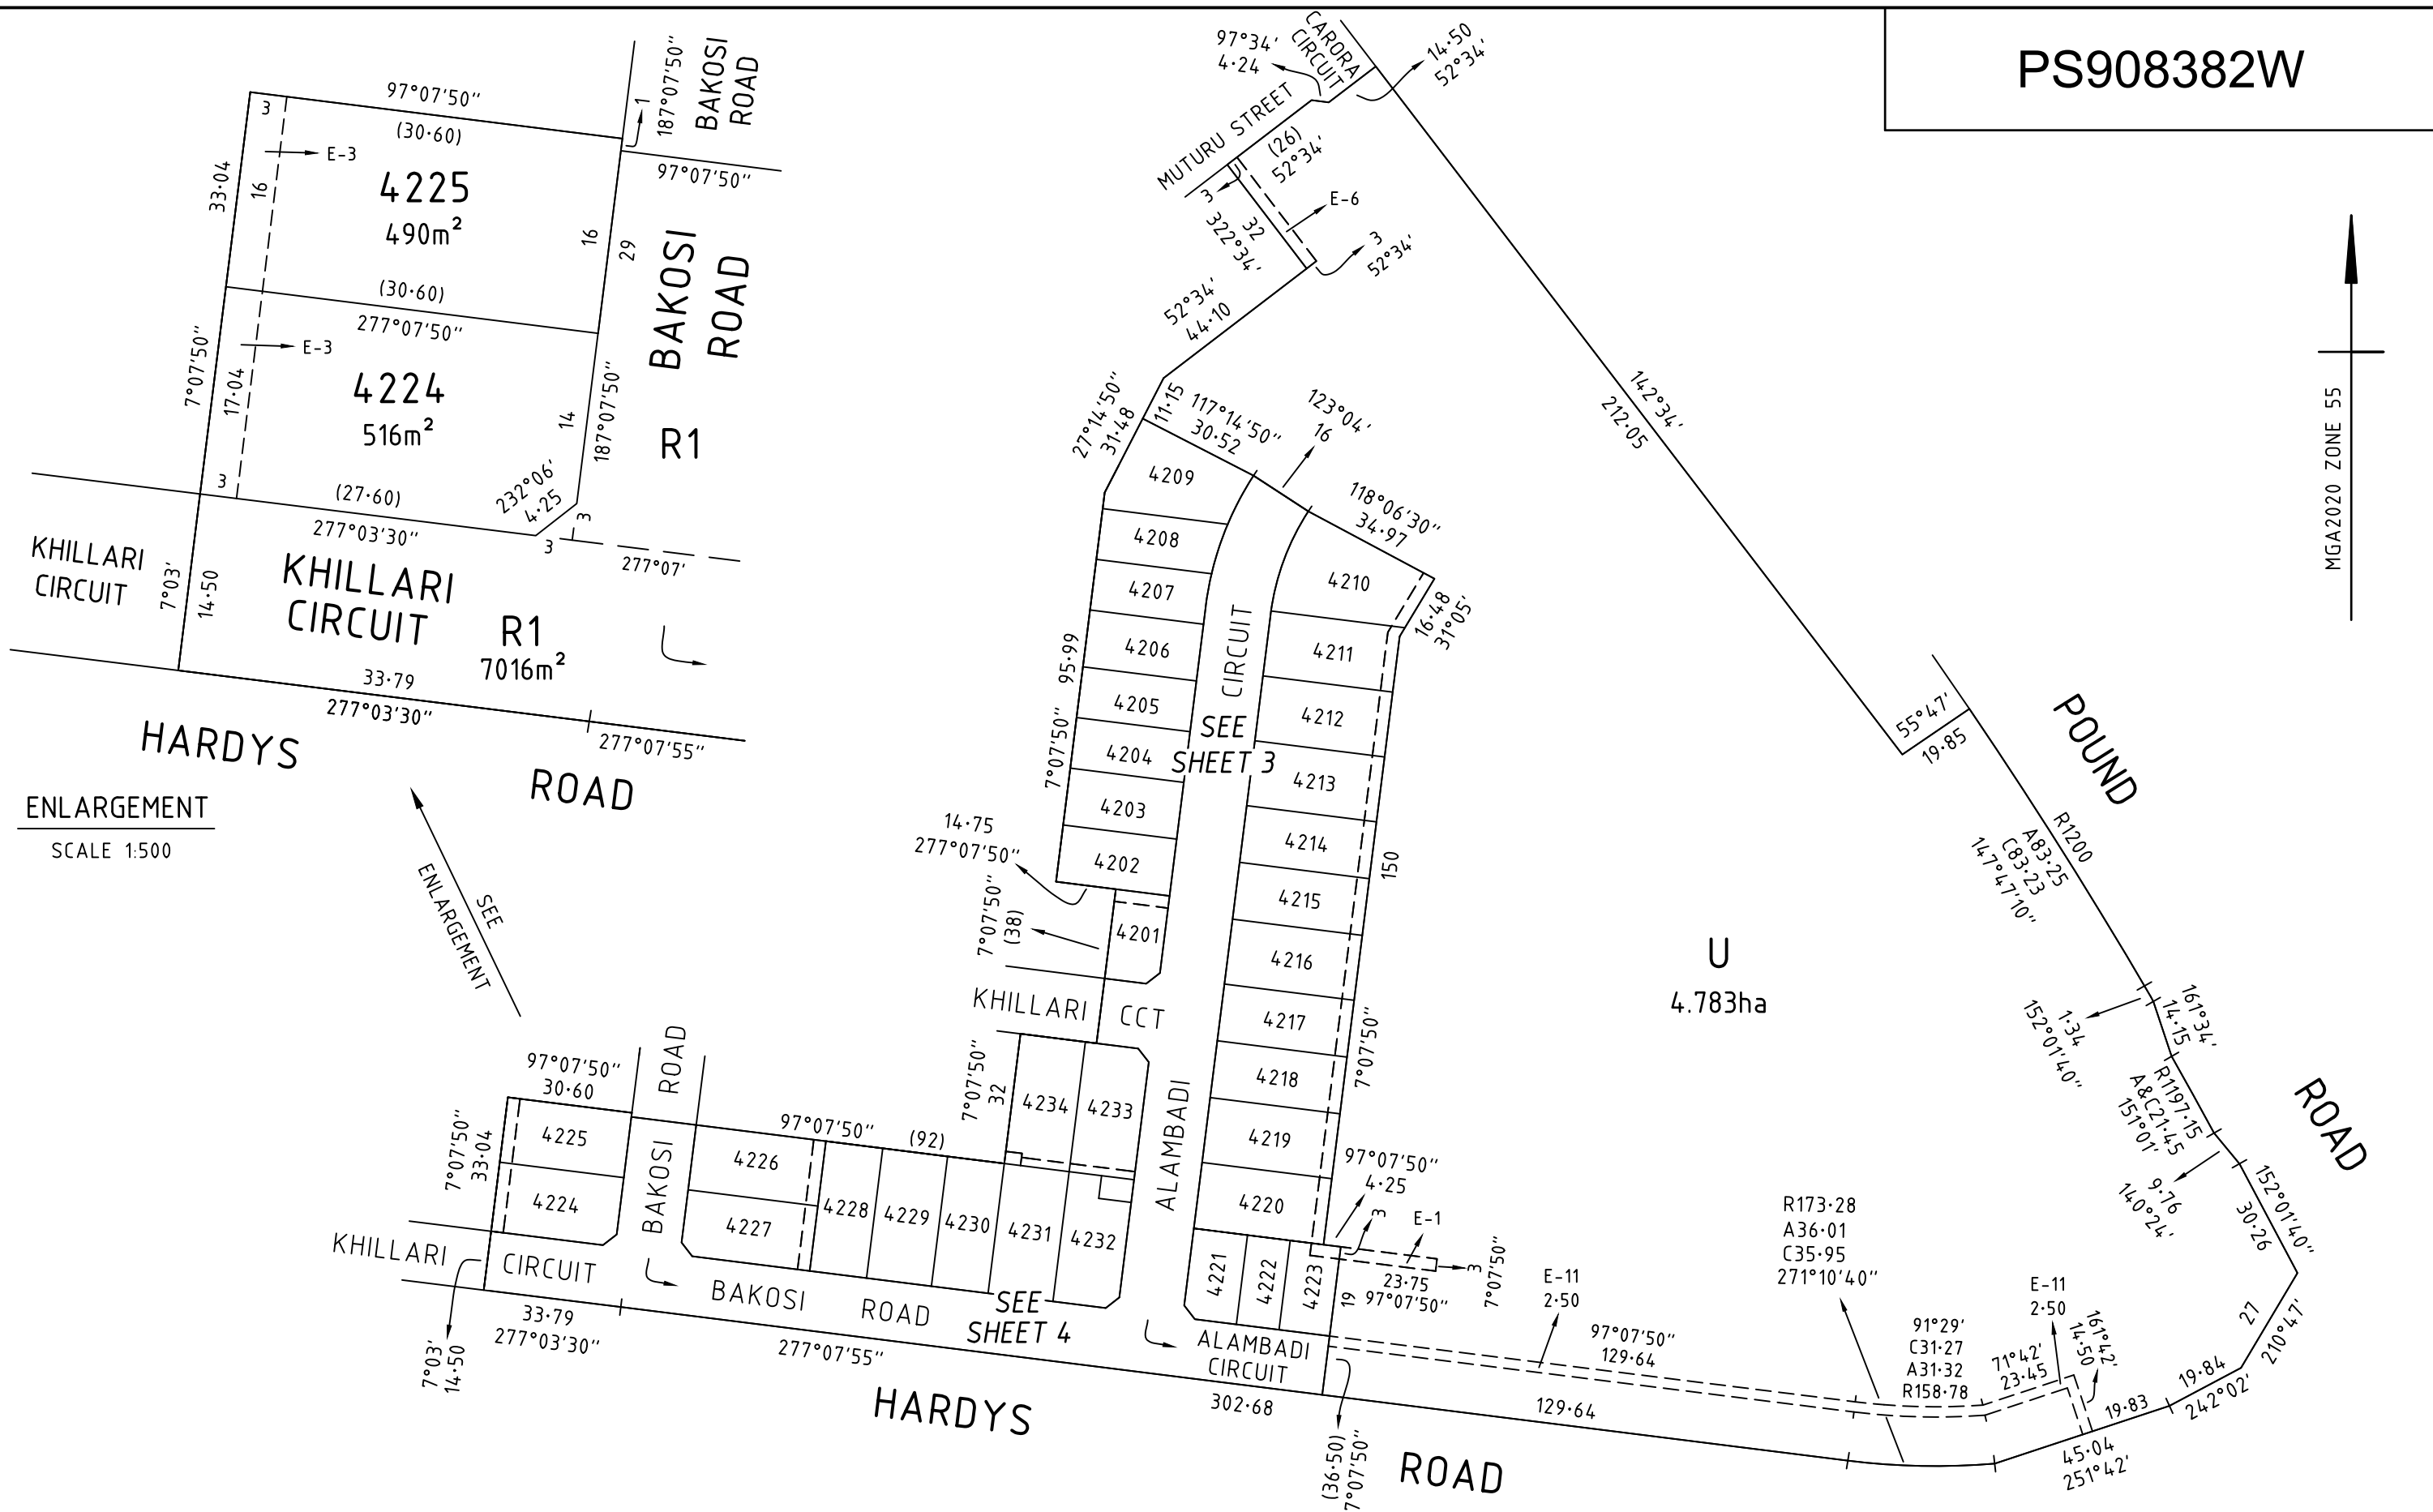 PS908382W
97°07'50"
(30·60)
3
E-3
4225
490m²
33·04
16
16
29
1
187°07'50"
BAKOSI
ROAD
97°07'50"
BAKOSI
ROAD
R1
(30·60)
277°07'50"
E-3
4224
516m²
7°07'50"
17·04
14
187°07'50"
3
(27·60)
277°03'30"
232°06'
4·25
3
3
277°07'
KHILLARI
CIRCUIT
7°03'
14·50
KHILLARI
CIRCUIT
R1
7016m²
33·79
277°03'30"
277°07'55"
HARDYS
ROAD
ENLARGEMENT
SCALE 1:500
SEE
ENLARGEMENT
CARORA
CIRCUIT
97°34'
4·24
14·50
52°34'
MUTURU STREET
(26)
52°34'
3
32
322°34'
E-6
3
52°34'
52°34'
44·10
27°14'50"
31·48
11·15
117°14'50"
30·52
123°04'
16
118°06'30"
34·97
16·48
31°05'
142°34'
212·05
MGA2020 ZONE 55
55°47'
19·85
POUND
ROAD
R1200
A83·25
C83·23
147°47'10"
1·34
152°01'40"
161°34'
14·15
R1197·15
A&C21·45
151°01'
9·76
140°24'
152°01'40"
30·26
27
210°47'
19·84
242°02'
19·83
45·04
251°42'
U
4.783ha
4209
4208
4207
4206
4205
4204
4203
4202
4201
95·99
7°07'50"
14·75
277°07'50"
7°07'50"
(38)
CIRCUIT
SEE
SHEET 3
4210
4211
4212
4213
4214
4215
4216
4217
4218
4219
4220
150
7°07'50"
KHILLARI CCT
ALAMBADI
4221
4222
4223
97°07'50"
4·25
3
E-1
3
7°07'50"
23·75
97°07'50"
19
E-11
2·50
97°07'50"
129·64
R173·28
A36·01
C35·95
271°10'40"
91°29'
C31·27
A31·32
R158·78
71°42'
23·45
E-11
2·50
161°42'
14·50
97°07'50"
30·60
7°07'50"
33·04
4225
4224
BAKOSI ROAD
KHILLARI
CIRCUIT
7°03'
14·50
33·79
277°03'30"
97°07'50" (92)
7°07'50"
32
4226
4227
4228
4229
4230
4231
4232
4233
4234
BAKOSI ROAD
SEE
SHEET 4
ALAMBADI
CIRCUIT
277°07'55"
302·68
129·64
(36·50)
7°07'50"
HARDYS
ROAD